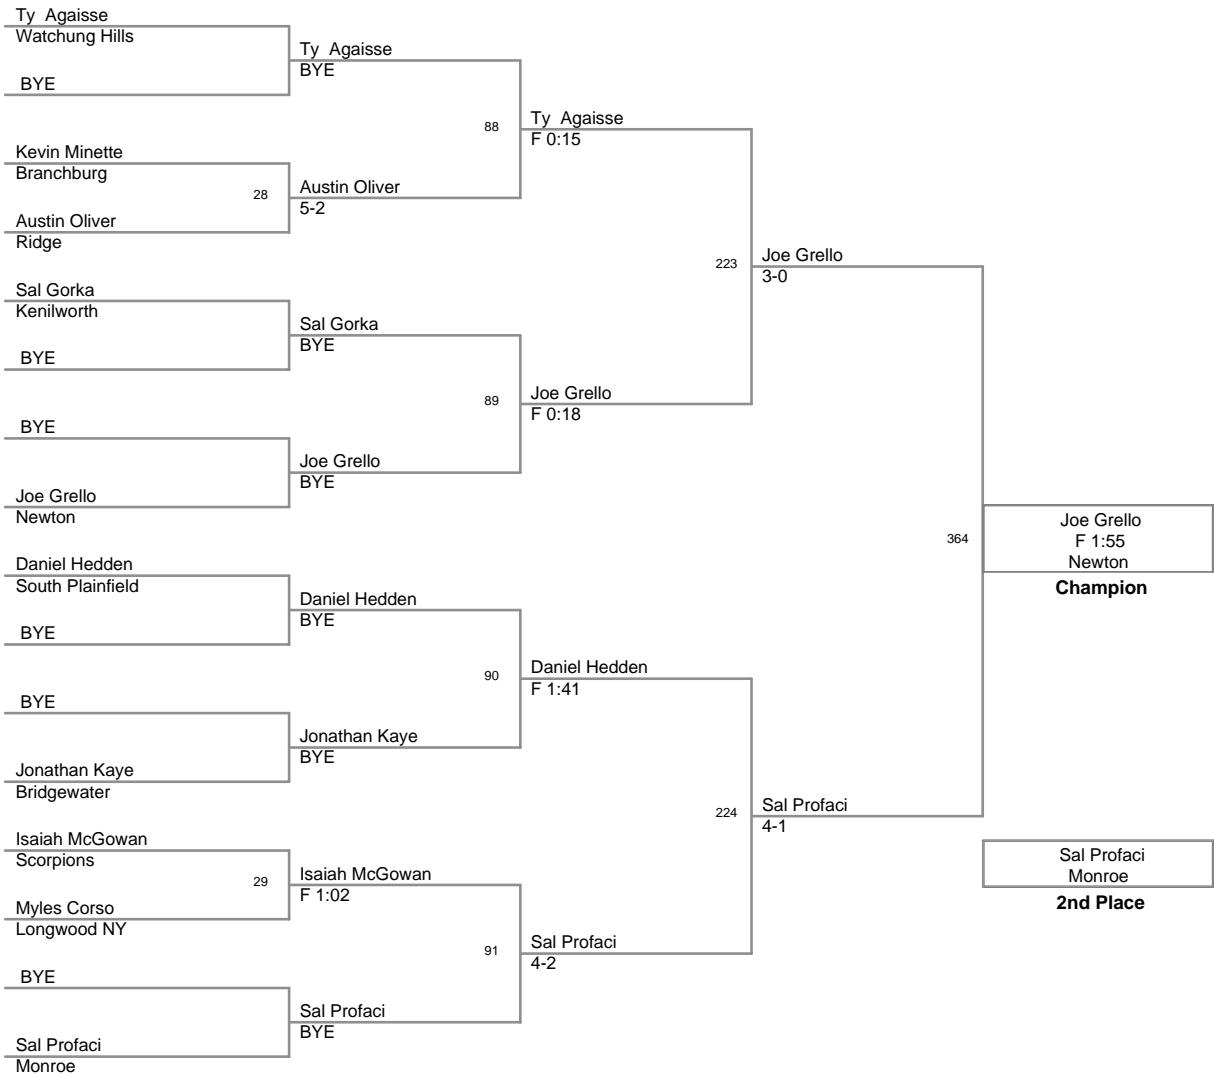 Ty  Agaisse
Watchung Hills
BYE
Kevin Minette
Branchburg
28
Austin Oliver
Ridge
Sal Gorka
Kenilworth
BYE
BYE
Joe Grello
Newton
Daniel Hedden
South Plainfield
BYE
BYE
Jonathan Kaye
Bridgewater
Isaiah McGowan
Scorpions
29
Myles Corso
Longwood NY
BYE
Sal Profaci
Monroe
Ty  Agaisse
BYE
88
Austin Oliver
5-2
Sal Gorka
BYE
89
Joe Grello
BYE
Daniel Hedden
BYE
90
Jonathan Kaye
BYE
Isaiah McGowan
F 1:02
91
Sal Profaci
BYE
Ty  Agaisse
F 0:15
223
Joe Grello
F 0:18
Daniel Hedden
F 1:41
224
Sal Profaci
4-2
Joe Grello
3-0
364
Sal Profaci
4-1
Joe Grello
F 1:55
Newton
Champion
Sal Profaci
Monroe
2nd Place